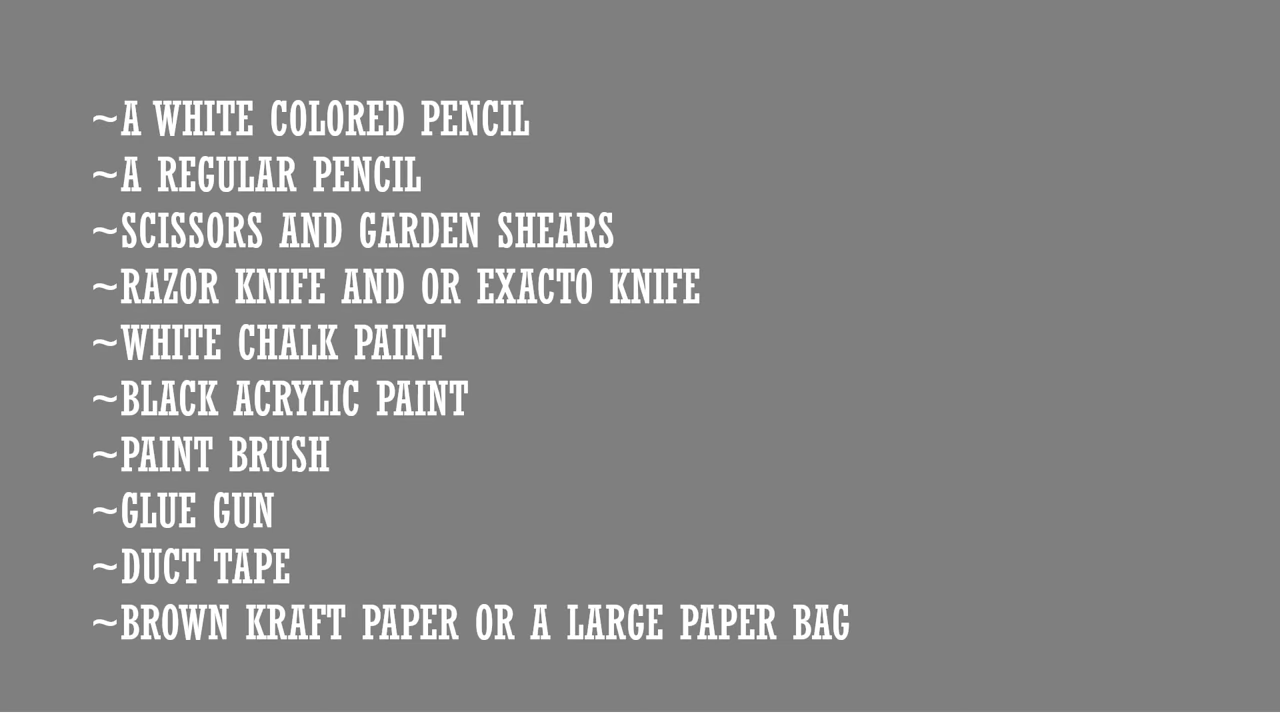 ~A WHITE COLORED PENCIL
~A REGULAR PENCIL
~SCISSORS AND GARDEN SHEARS
~RAZOR KNIFE AND OR EXACTO KNIFE
~WHITE CHALK PAINT
~BLACK ACRYLIC PAINT
~PAINT BRUSH
~GLUE GUN
~DUCT TAPE
~BROWN KRAFT PAPER OR A LARGE PAPER BAG